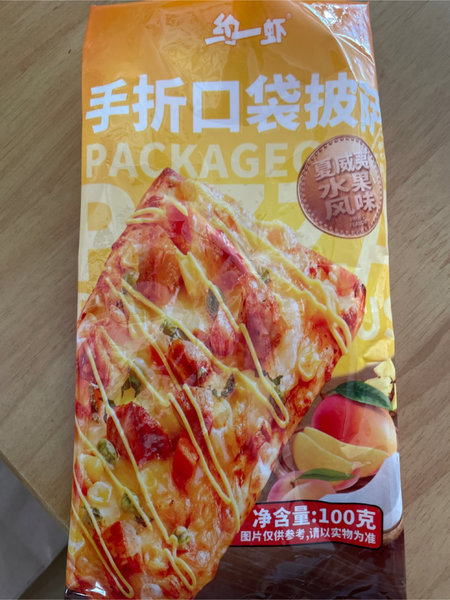 约一虾
手折口袋披萨
PACKAGE
夏威夷
水果
风味
净含量:100克
图片仅供参考,请以实物为准